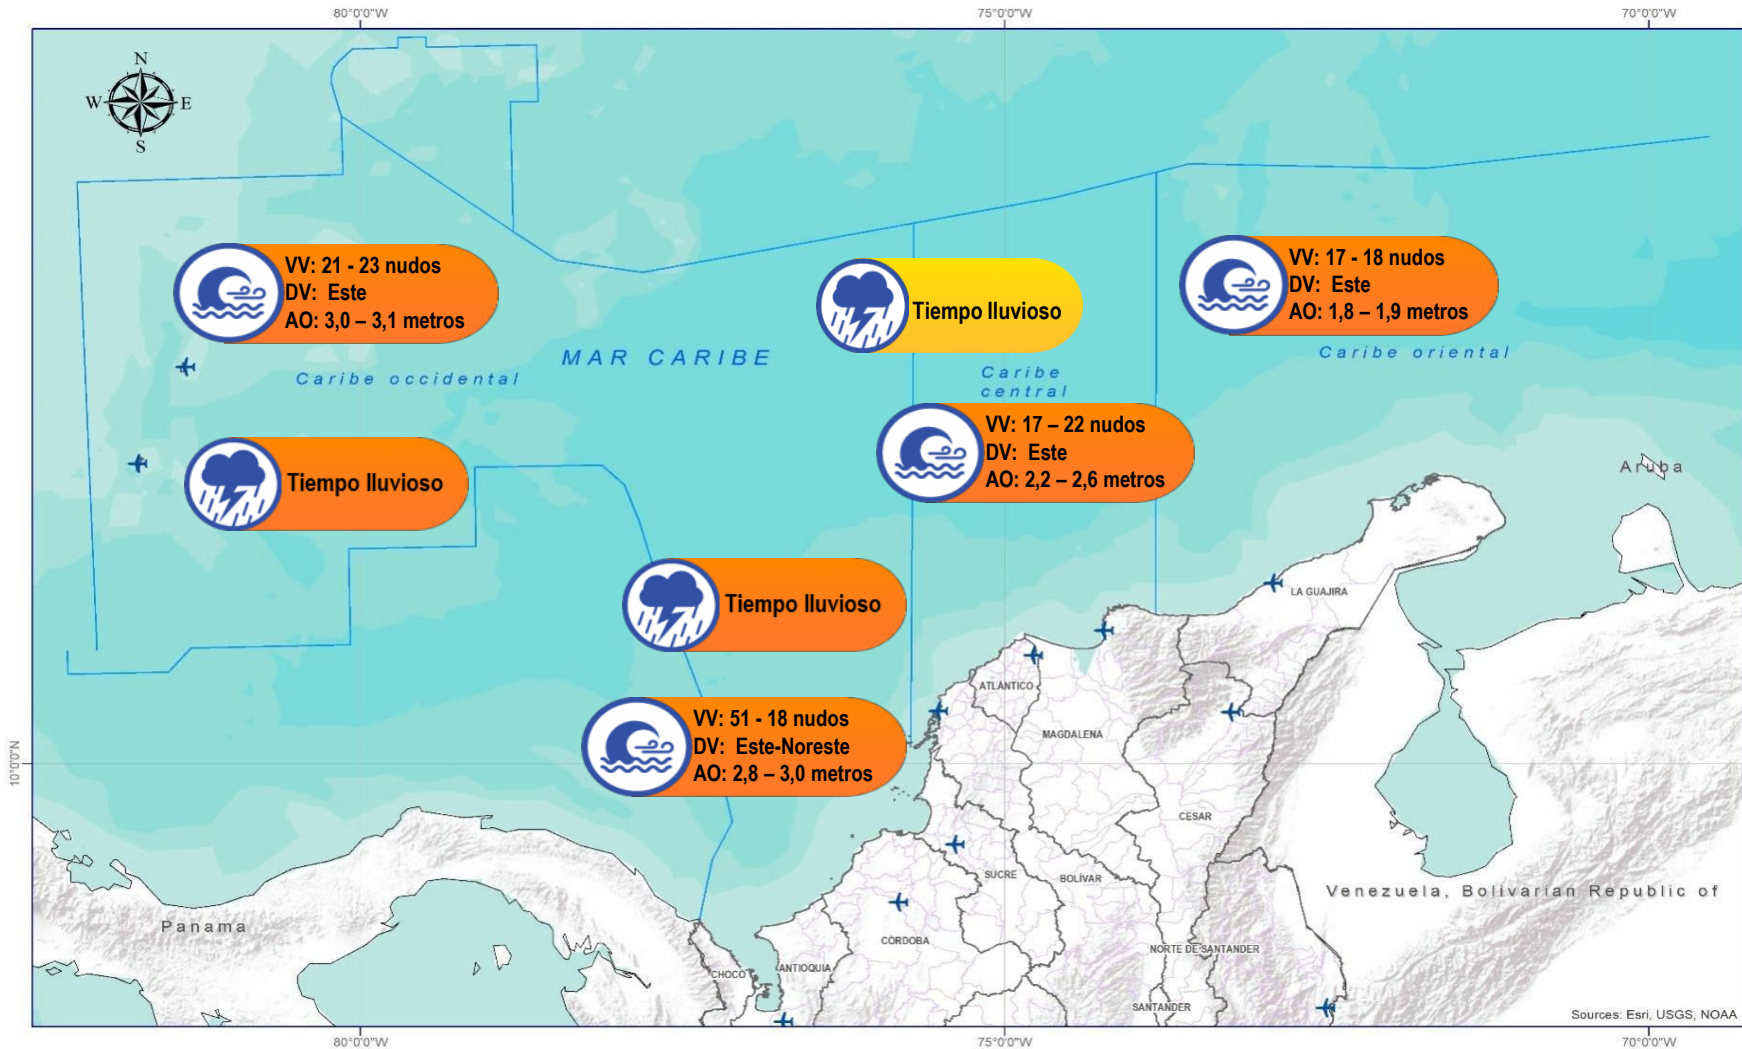 80°0'0"W
75°0'0"W
70°0'0"W
N
W
E
S
VV: 21 - 23 nudos
DV: Este
AO: 3,0 – 3,1 metros
Tiempo lluvioso
VV: 17 - 18 nudos
DV: Este
AO: 1,8 – 1,9 metros
MAR CARIBE
Caribe occidental
Caribe
central
Caribe oriental
VV: 17 – 22 nudos
DV: Este
AO: 2,2 – 2,6 metros
Tiempo lluvioso
Aruba
Tiempo lluvioso
LA GUAJIRA
ATLÁNTICO
VV: 51 - 18 nudos
DV: Este-Noreste
AO: 2,8 – 3,0 metros
MAGDALENA
10°0'0"N
CESAR
SUCRE
BOLÍVAR
Venezuela, Bolivarian Republic of
Panama
CÓRDOBA
NORTE DE SANTANDER
CHOCO
ANTIOQUIA
SANTANDER
Sources: Esri, USGS, NOAA
80°0'0"W
75°0'0"W
70°0'0"W